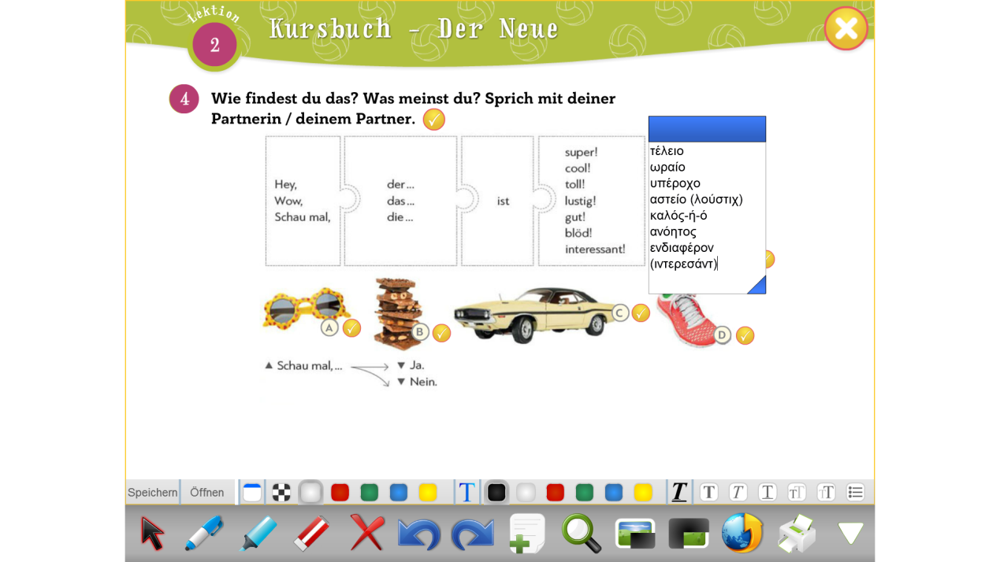 Lektion
2
Kursbuch - Der Neue
4
Wie findest du das? Was meinst du? Sprich mit deiner
Partnerin / deinem Partner.
Hey,
Wow,
Schau mal,
der...
das...
die...
ist
super!
cool!
toll!
lustig!
gut!
blöd!
interessant!
τέλειο
ωραίο
υπέροχο
αστείο (λούστιχ)
καλός-ή-ό
ανόητος
ενδιαφέρον
(ιντερεσάντ)
A
B
C
D
▲ Schau mal,...
▼ Ja.
▼ Nein.
Speichern
Öffnen
T
T
T
T
T
TT
TT